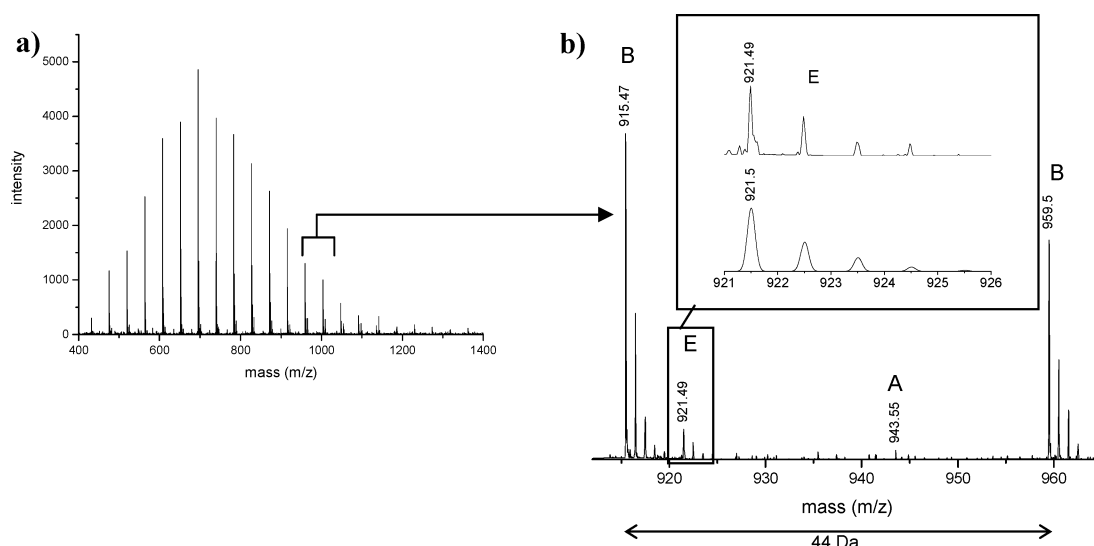 a)
5000
4000
3000
2000
1000
0
intensity
400 600 800 1000 1200 1400
mass (m/z)
b)
B
915.47
921.49
E
921.5
921 922 923 924 925 926
B
959.5
E
921.49
A
943.55
920 930 940 950 960
mass (m/z)
44 Da